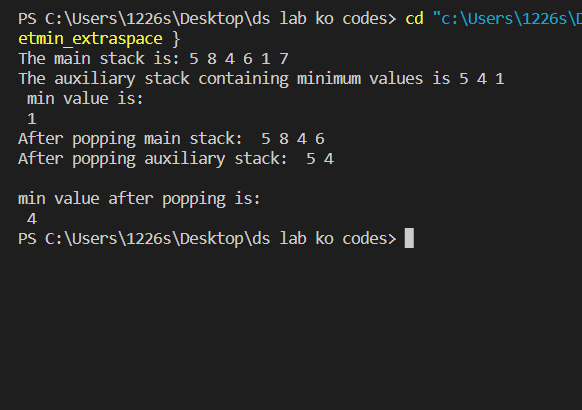 PS C:\Users\1226s\Desktop\ds lab ko codes> cd "c:\Users\1226s\
etmin_extraspace }
The main stack is: 5 8 4 6 1 7
The auxiliary stack containing minimum values is 5 4 1
min value is:
1
After popping main stack:  5 8 4 6
After popping auxiliary stack:  5 4
min value after popping is:
4
PS C:\Users\1226s\Desktop\ds lab ko codes>